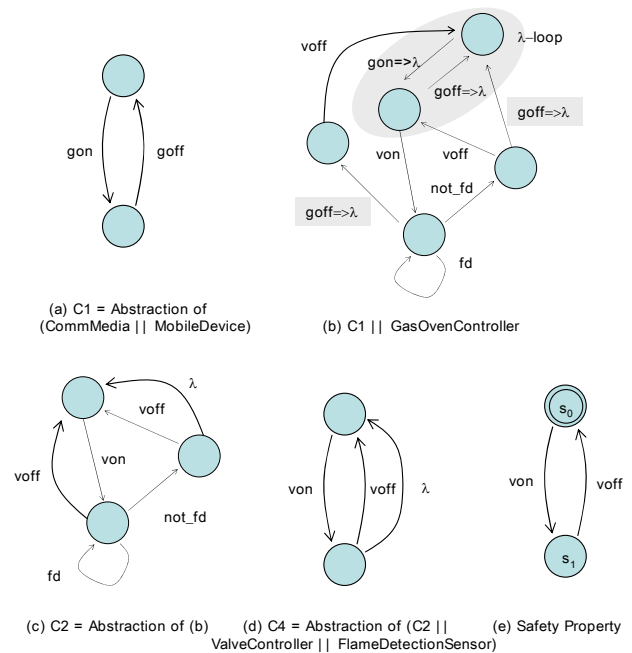 gon
goff
(a) C1 = Abstraction of
(CommMedia || MobileDevice)
voff
gon=>λ
λ-loop
goff=>λ
goff=>λ
von
voff
not_fd
goff=>λ
fd
(b) C1 || GasOvenController
λ
voff
von
voff
not_fd
fd
(c) C2 = Abstraction of (b)
von
voff
λ
(d) C4 = Abstraction of (C2 ||
ValveController || FlameDetectionSensor)
s0
von
voff
s1
(e) Safety Property